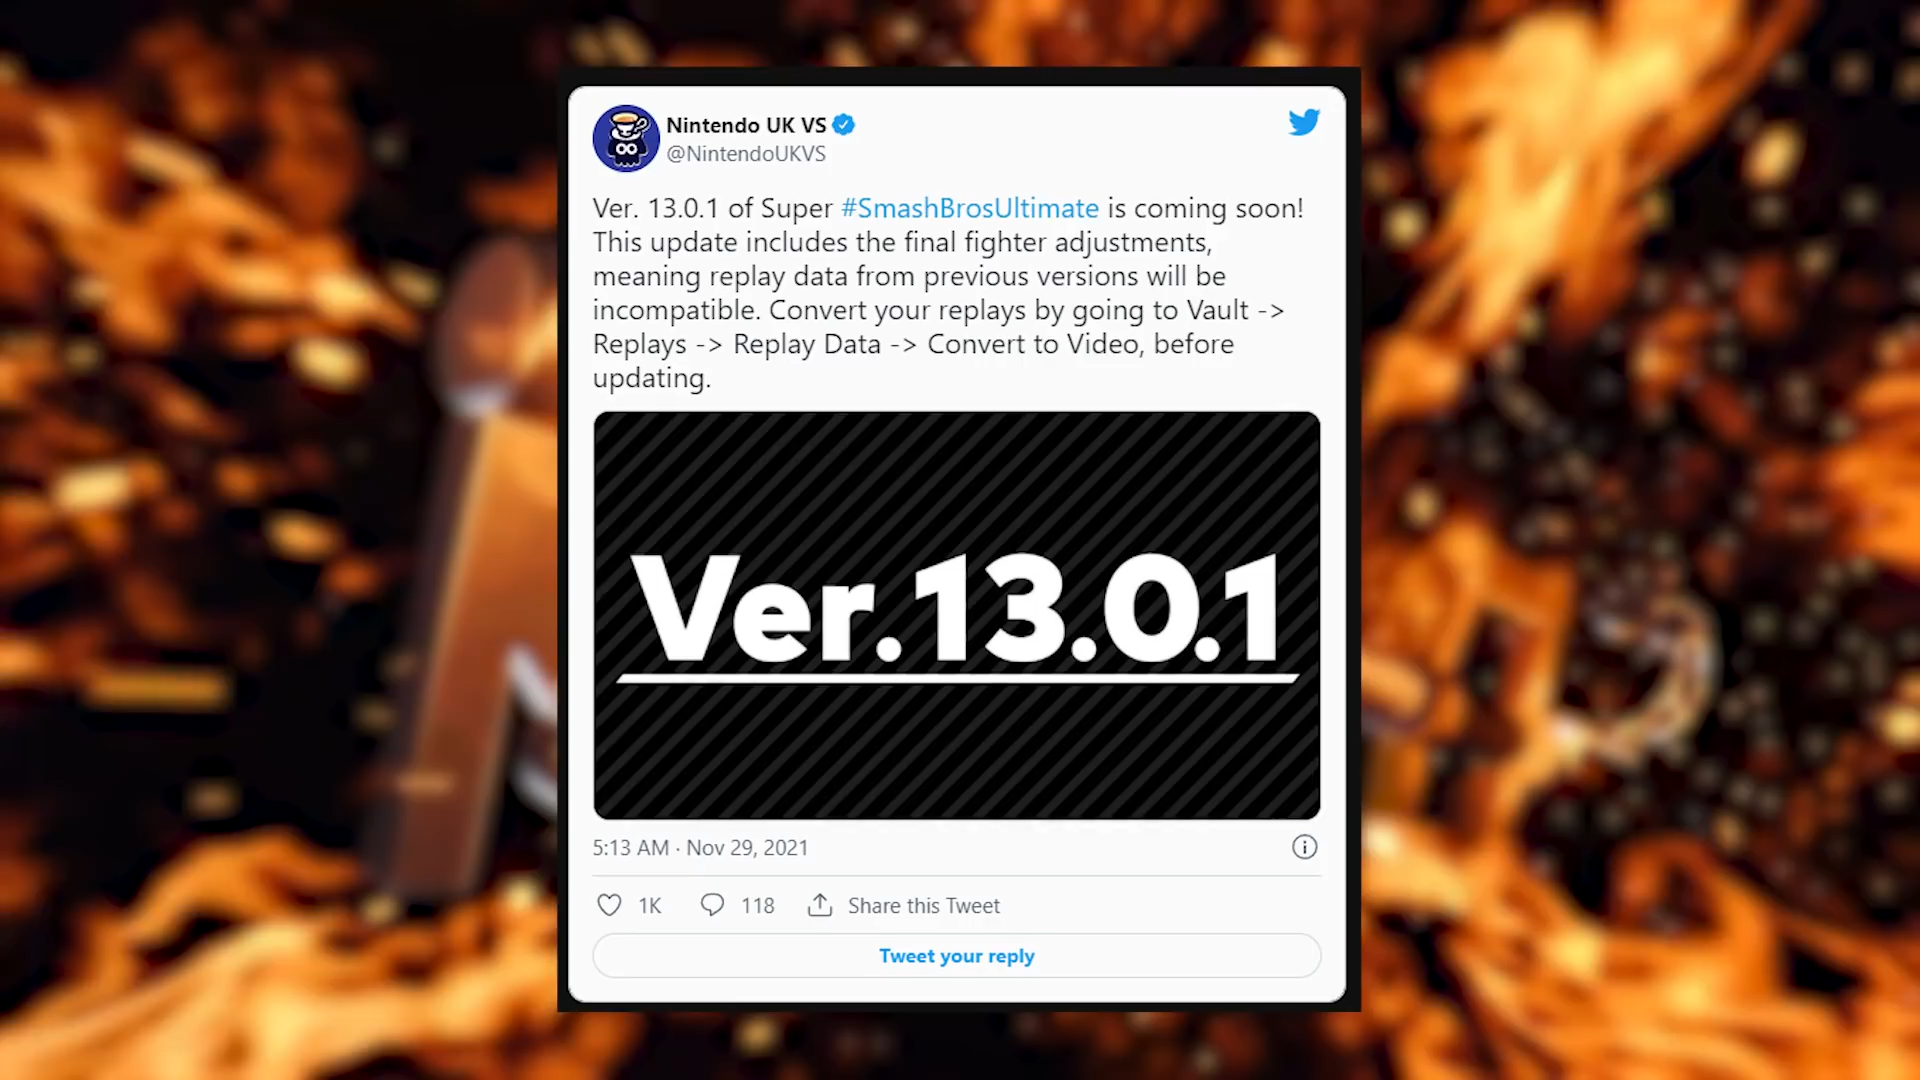 Nintendo UK VS
@NintendoUKVS
Ver. 13.0.1 of Super #SmashBrosUltimate is coming soon!
This update includes the final fighter adjustments,
meaning replay data from previous versions will be
incompatible. Convert your replays by going to Vault ->
Replays -> Replay Data -> Convert to Video, before
updating.
Ver.13.0.1
5:13 AM · Nov 29, 2021
1K 118 Share this Tweet
Tweet your reply